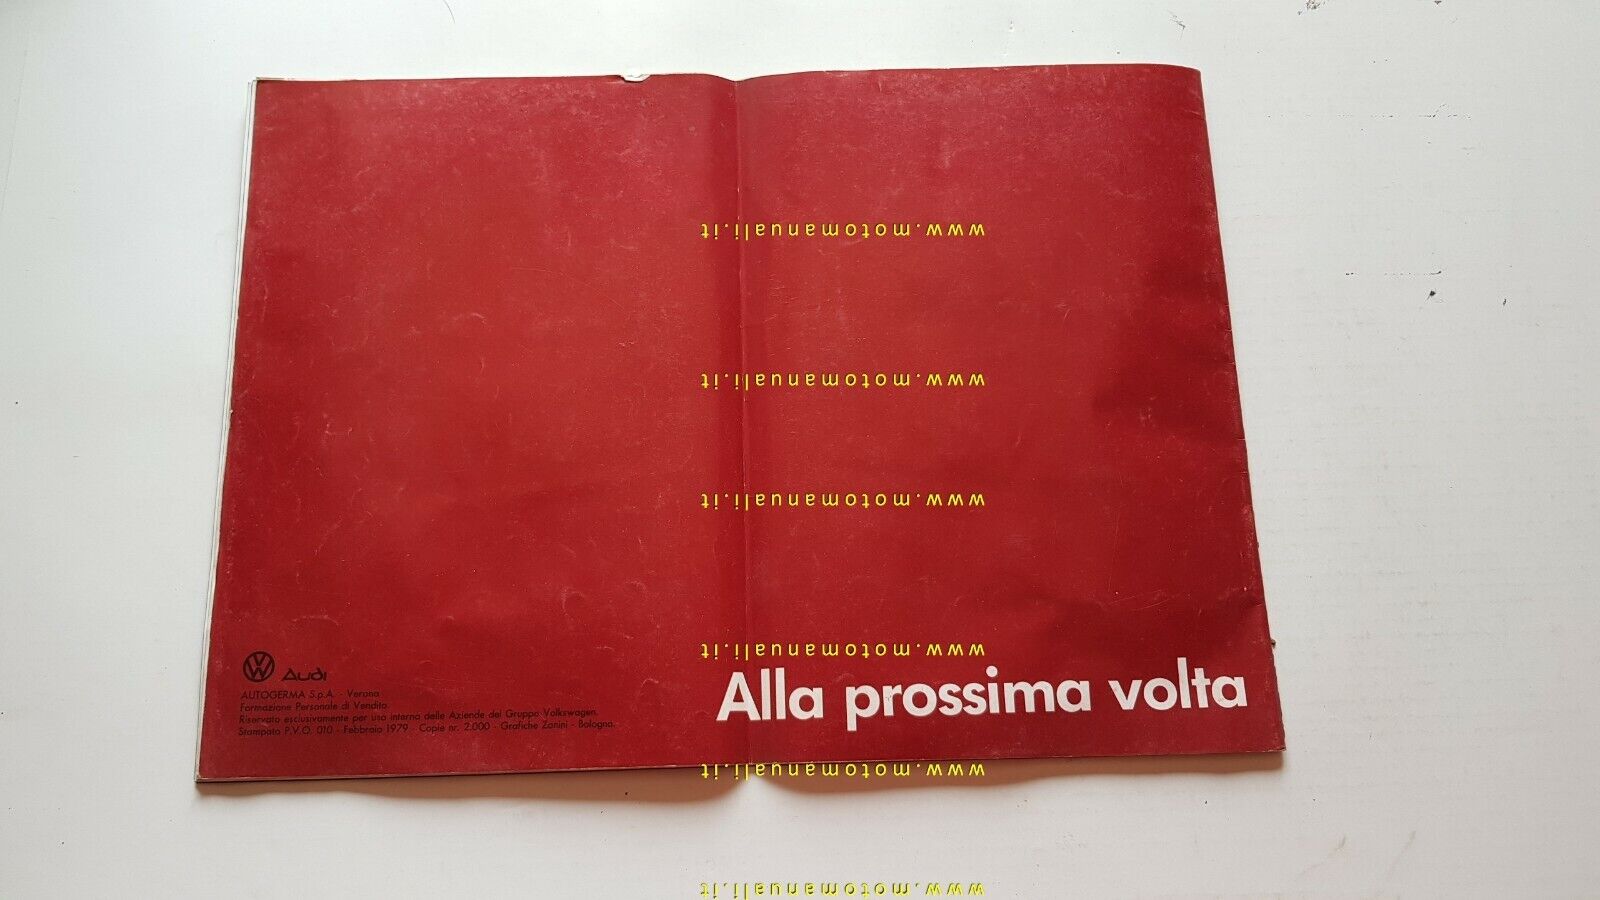 www.motomanuali.it
www.motomanuali.it
www.motomanuali.it
www.motomanuali.it
Alla prossima volta
Audi
AUTOGERMA S.p.A. - Verona
Formazione Personale di Vendita
Riservato esclusivamente per uso interno delle Aziende del Gruppo Volkswagen.
Stampato P.V.O. 010 - Febbraio 1979 - Copie nr. 2.000 - Grafiche Zanini - Bologna.
www.motomanuali.it
www.motomanuali.it